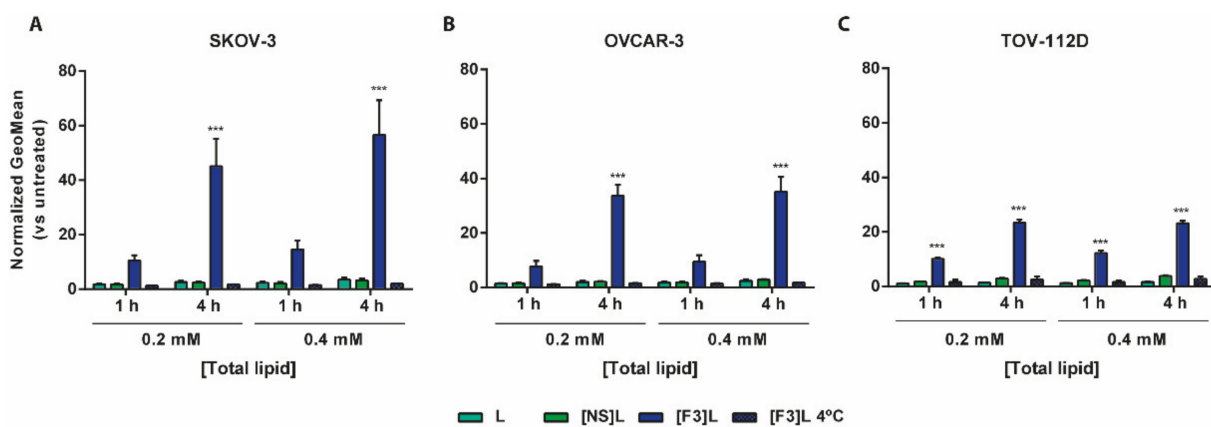 A
SKOV-3
Normalized GeoMean
(vs untreated)
80
60
40
20
0
***
***
1 h
4 h
1 h
4 h
0.2 mM
0.4 mM
[Total lipid]
B
OVCAR-3
80
60
40
20
0
***
***
1 h
4 h
1 h
4 h
0.2 mM
0.4 mM
[Total lipid]
C
TOV-112D
80
60
40
20
0
***
***
***
***
1 h
4 h
1 h
4 h
0.2 mM
0.4 mM
[Total lipid]
L
[NS]L
[F3]L
[F3]L 4ºC